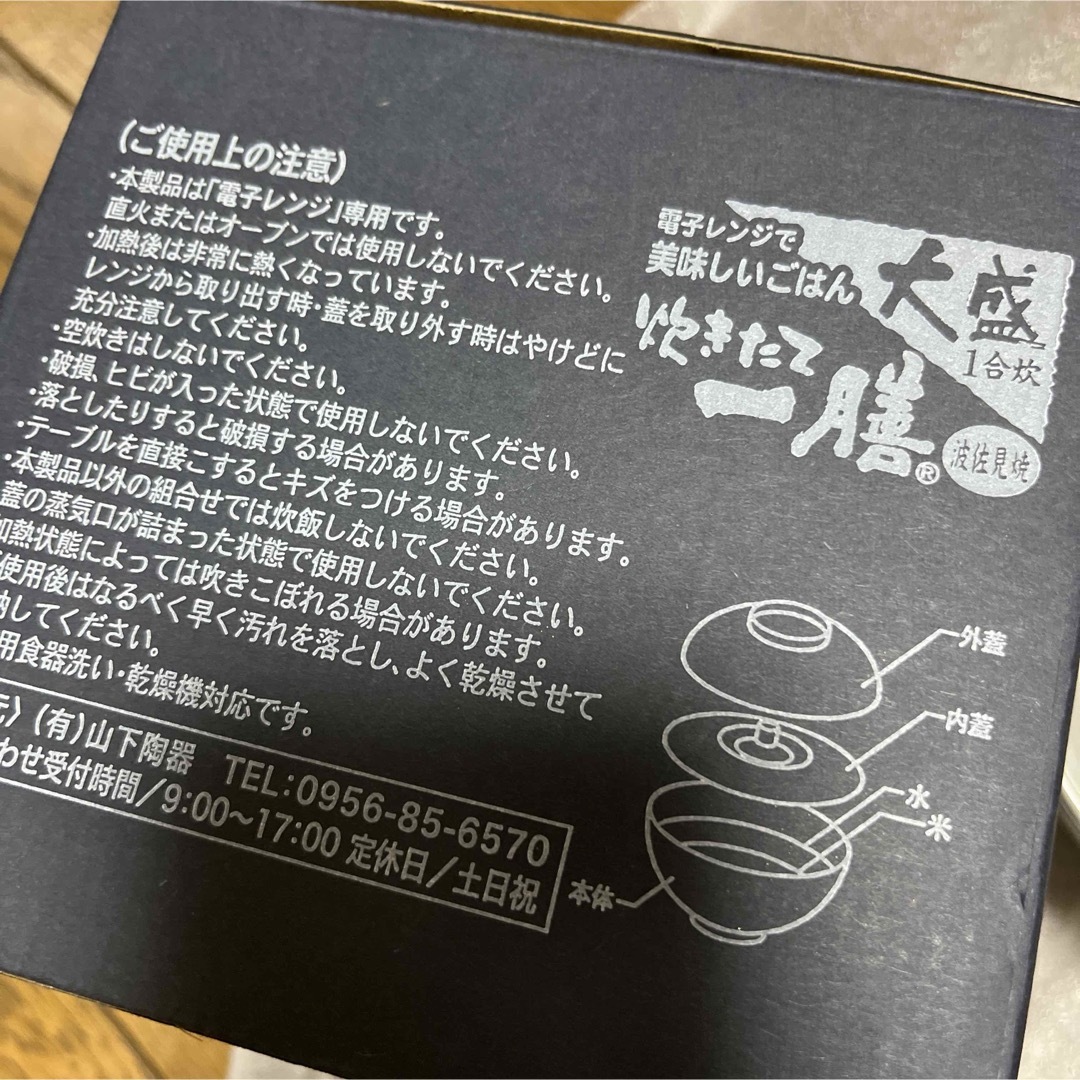 (ご使用上の注意)
・本製品は「電子レンジ」専用です。
直火またはオーブンでは使用しないでください。
・加熱後は非常に熱くなっています。
レンジから取り出す時・蓋を取り外す時はやけどに
充分注意してください。
・空炊きはしないでください。
・破損、ヒビが入った状態で使用しないでください。
・落としたりすると破損する場合があります。
・テーブルを直接こするとキズをつける場合があります。
・本製品以外の組合せでは炊飯しないでください。
蓋の蒸気口が詰まった状態で使用しないでください。
加熱状態によっては吹きこぼれる場合があります。
使用後はなるべく早く汚れを落とし、よく乾燥させて
納してください。
用食器洗い・乾燥機対応です。
元〉(有)山下陶器 TEL:0956-85-6570
わせ受付時間/9:00~17:00 定休日/土日祝
電子レンジで
美味しいごはん
炊きたて
一膳®
大盛
1合炊
波佐見焼
外蓋
内蓋
水
米
本体